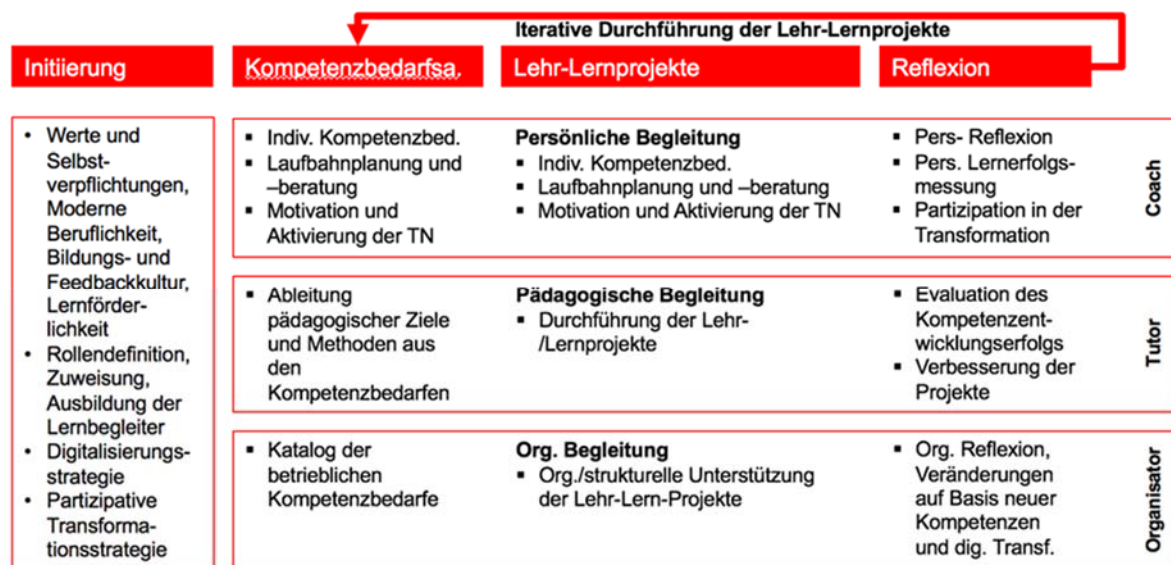 Iterative Durchführung der Lehr-Lernprojekte
Initiierung
Kompetenzbedarfsa.
Lehr-Lernprojekte
Reflexion
• Werte und
Selbst-
verpflichtungen,
Moderne
Beruflichkeit,
Bildungs- und
Feedbackkultur,
Lernförder-
lichkeit
• Rollendefinition,
Zuweisung,
Ausbildung der
Lernbegleiter
• Digitalisierungs-
strategie
• Partizipative
Transforma-
tionsstrategie
▪ Indiv. Kompetenzbed.
▪ Laufbahnplanung und
–beratung
▪ Motivation und
Aktivierung der TN
Persönliche Begleitung
▪ Indiv. Kompetenzbed.
▪ Laufbahnplanung und –beratung
▪ Motivation und Aktivierung der TN
▪ Pers- Reflexion
▪ Pers. Lernerfolgs-
messung
▪ Partizipation in der
Transformation
Coach
▪ Ableitung
pädagogischer Ziele
und Methoden aus
den
Kompetenzbedarfen
Pädagogische Begleitung
▪ Durchführung der Lehr-
/Lernprojekte
▪ Evaluation des
Kompetenzent-
wicklungserfolgs
▪ Verbesserung der
Projekte
Tutor
▪ Katalog der
betrieblichen
Kompetenzbedarfe
Org. Begleitung
▪ Org./strukturelle Unterstützung
der Lehr-Lern-Projekte
▪ Org. Reflexion,
Veränderungen
auf Basis neuer
Kompetenzen
und dig. Transf.
Organisator